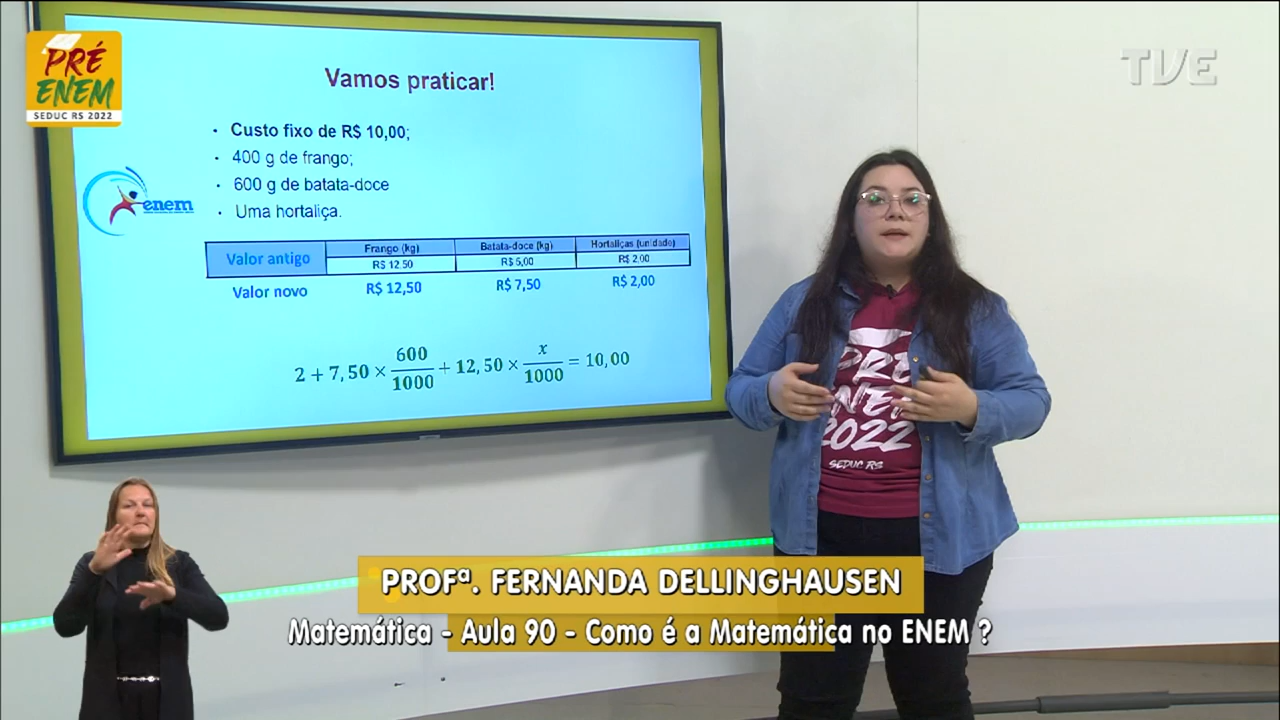 PRÉ
ENEM
SEDUC RS 2022
TVE
Vamos praticar!
• Custo fixo de R$ 10,00;
• 400 g de frango;
• 600 g de batata-doce
• Uma hortaliça.
enem
Valor antigo Frango (kg) Batata-doce (kg) Hortaliças (unidade)
R$ 12,50 R$ 5,00 R$ 2,00
Valor novo R$ 12,50 R$ 7,50 R$ 2,00
2 + 7,50 × 600/1000 + 12,50 × x/1000 = 10,00
PRÉ
ENEM
2022
SEDUC RS
PROFª. FERNANDA DELLINGHAUSEN
Matemática - Aula 90 - Como é a Matemática no ENEM ?